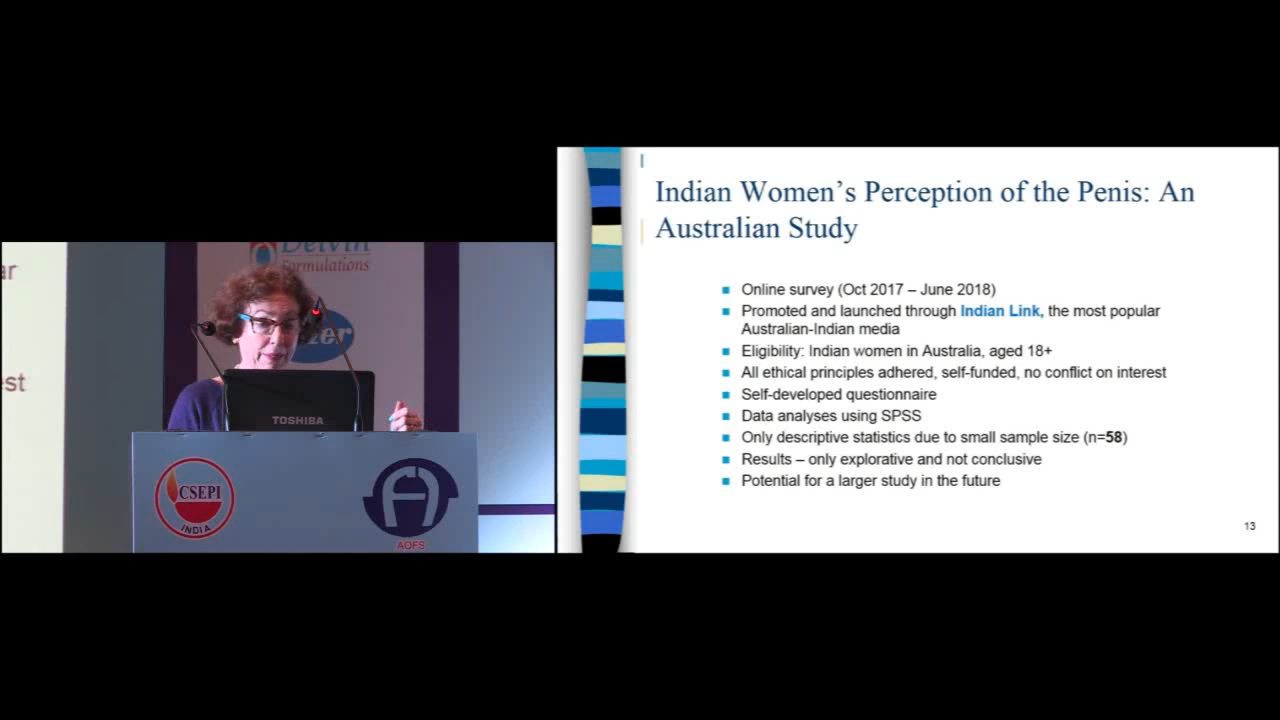 ar
est
Delvin
Formulations
zer
TOSHIBA
CSEPI
INDIA
AOFS
Indian Women's Perception of the Penis: An
Australian Study
■ Online survey (Oct 2017 – June 2018)
■ Promoted and launched through Indian Link, the most popular
Australian-Indian media
■ Eligibility: Indian women in Australia, aged 18+
■ All ethical principles adhered, self-funded, no conflict on interest
■ Self-developed questionnaire
■ Data analyses using SPSS
■ Only descriptive statistics due to small sample size (n=58)
■ Results – only explorative and not conclusive
■ Potential for a larger study in the future
13